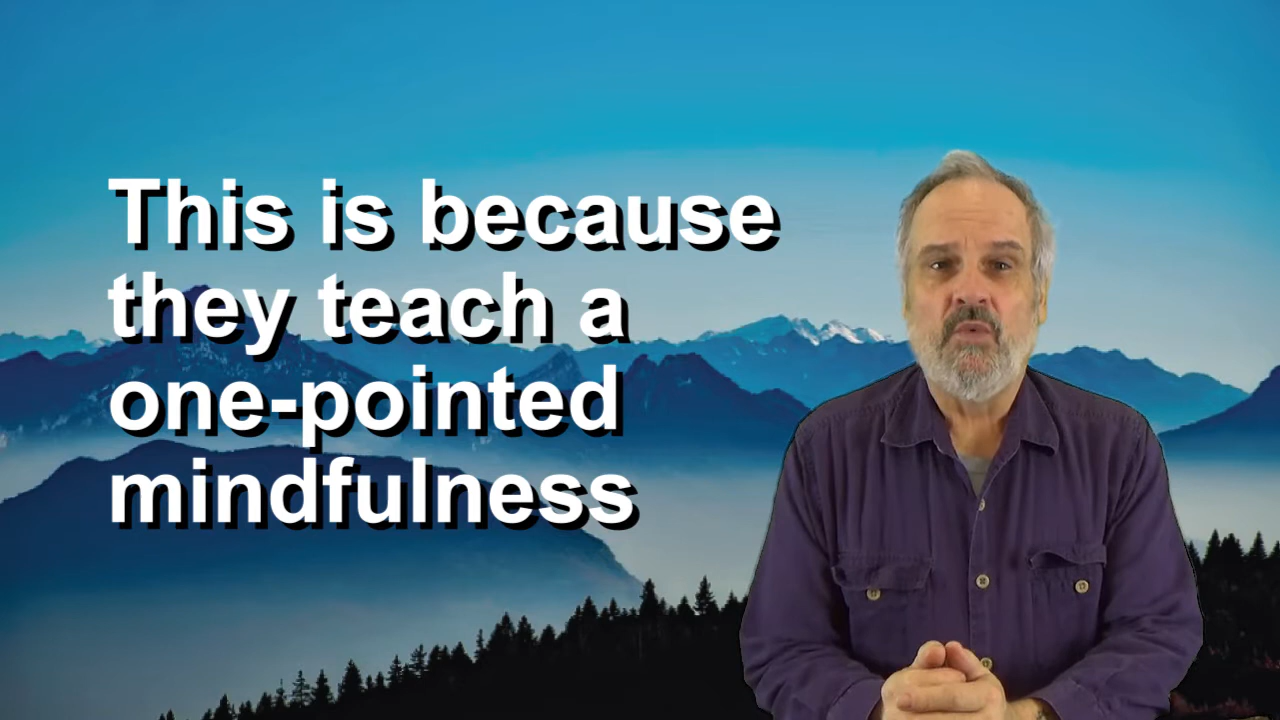 This is because
they teach a
one-pointed
mindfulness